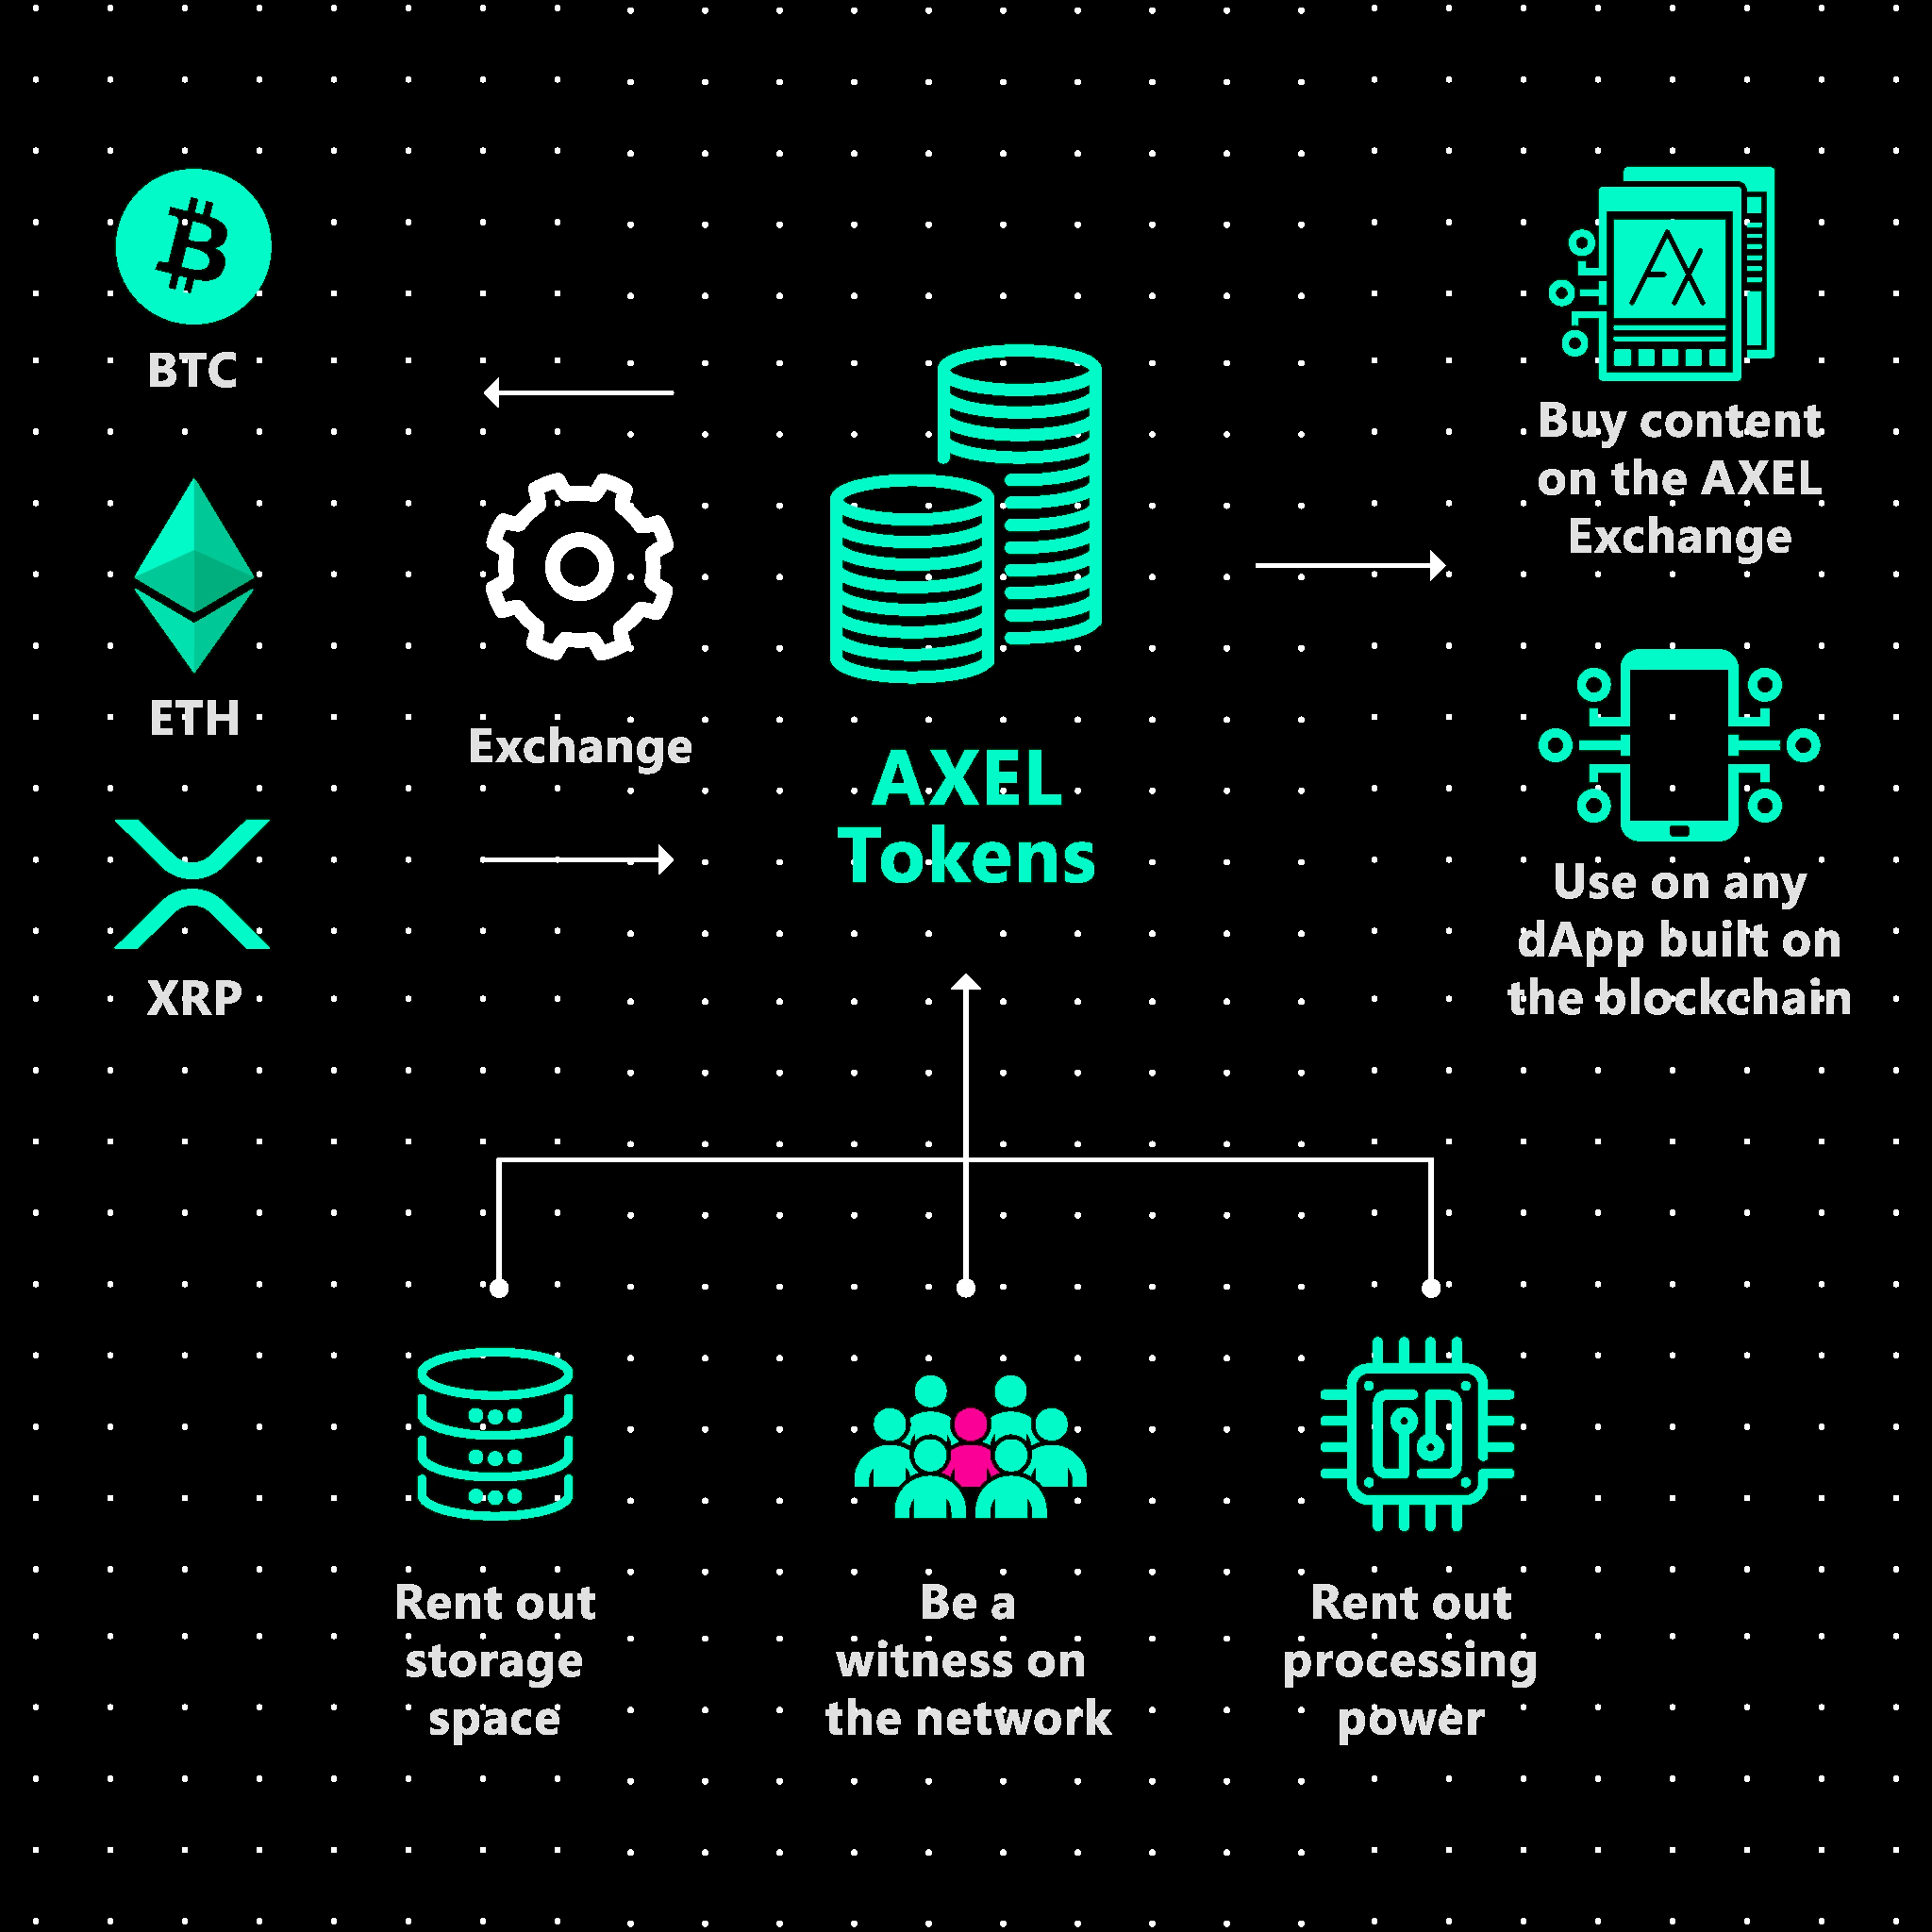 BTC
ETH
XRP
Exchange
AXEL
Tokens
AX
Buy content
on the AXEL
Exchange
Use on any
dApp built on
the blockchain
Rent out
storage
space
Be a
witness on
the network
Rent out
processing
power